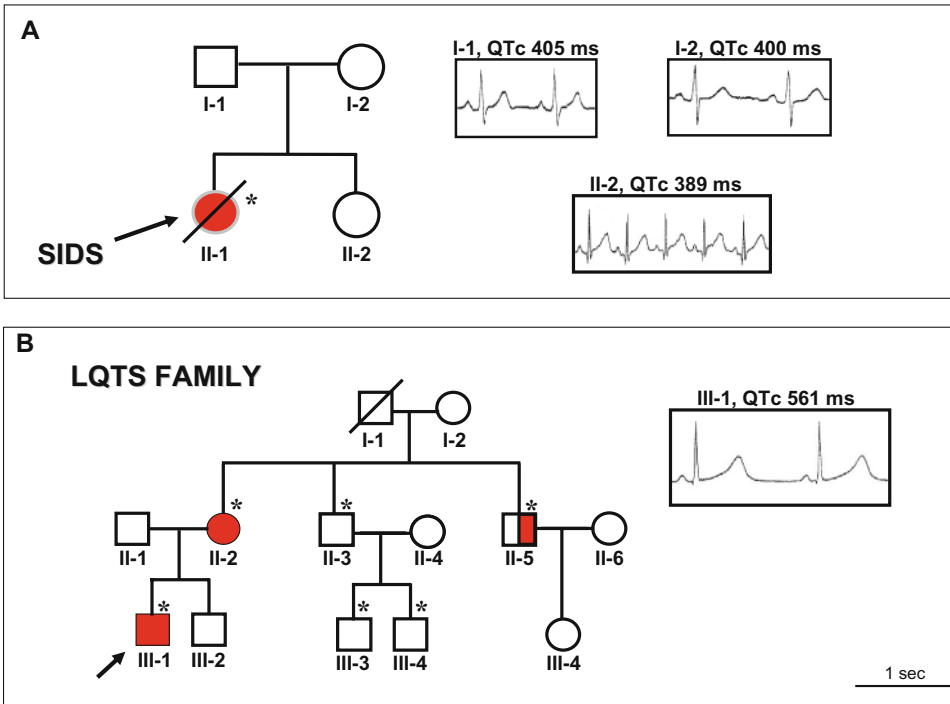 A
I-1
I-2
I-1, QTc 405 ms
I-2, QTc 400 ms
*
SIDS
II-1
II-2
II-2, QTc 389 ms
B
LQTS FAMILY
I-1
I-2
III-1, QTc 561 ms
* * *
II-1
II-2
II-3
II-4
II-5
II-6
* * *
III-1
III-2
III-3
III-4
III-4
1 sec